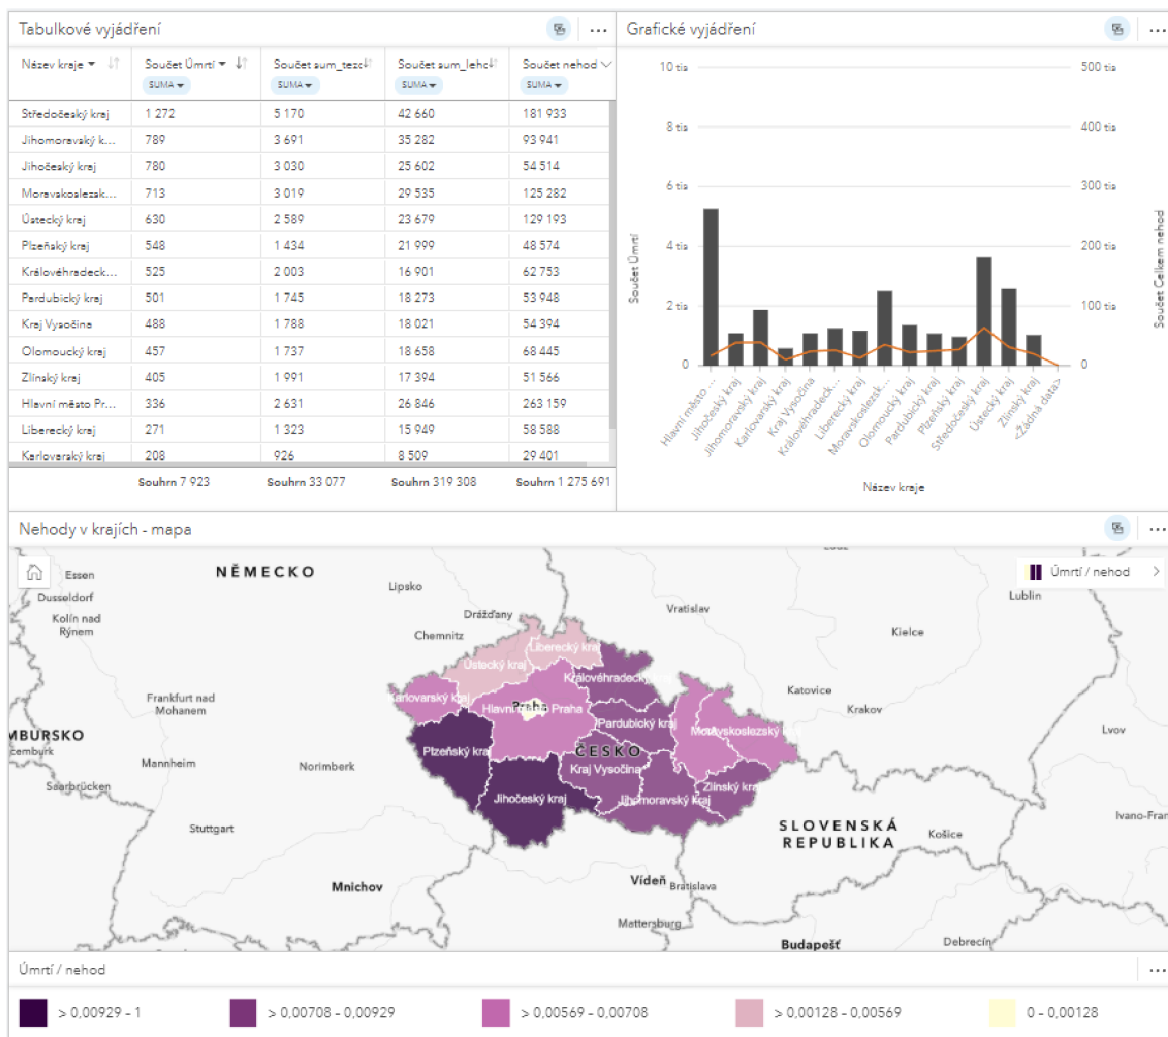 Tabulkové vyjádření
Název kraje
Součet Úmrtí
Součet sum_tezc
Součet sum_lehc
Součet nehod
SUMA
SUMA
SUMA
SUMA
Středočeský kraj 1 272 5 170 42 660 181 933
Jihomoravský k... 789 3 691 35 282 93 941
Jihočeský kraj 780 3 030 25 602 54 514
Moravskoslezsk... 713 3 019 29 535 125 282
Ústecký kraj 630 2 589 23 679 129 193
Plzeňský kraj 548 1 434 21 999 48 574
Královéhradeck... 525 2 003 16 901 62 753
Pardubický kraj 501 1 745 18 273 53 948
Kraj Vysočina 488 1 788 18 021 54 394
Olomoucký kraj 457 1 737 18 658 68 445
Zlínský kraj 405 1 991 17 394 51 566
Hlavní město Pr... 336 2 631 26 846 263 159
Liberecký kraj 271 1 323 15 949 58 588
Karlovarský kraj 208 926 8 509 29 401
Souhrn 7 923 Souhrn 33 077 Souhrn 319 308 Souhrn 1 275 691
Grafické vyjádření
10 tis
8 tis
6 tis
4 tis
2 tis
0
Součet Úmrtí
500 tis
400 tis
300 tis
200 tis
100 tis
0
Součet Celkem nehod
Hlavní město ...
Jihočeský kraj
Jihomoravský kraj
Karlovarský kraj
Kraj Vysočina
Královéhradeck...
Liberecký kraj
Moravskoslezsk...
Olomoucký kraj
Pardubický kraj
Plzeňský kraj
Středočeský kraj
Ústecký kraj
Zlínský kraj
<Žádná data>
Název kraje
Nehody v krajích - mapa
Úmrtí / nehod
Essen
NĚMECKO
Lipsko
Dusseldorf
Kolín nad
Rýnem
Drážďany
Chemnitz
Vratislav
Lublin
Kielce
Liberecký kraj
Ústecký kraj
Královéhradecký
Karlovarský kraj
Frankfurt nad
Mohanem
Praha
Hlavní město Praha
Katovice
Krakov
Pardubický kraj
Moravskoslezský kraj
MBURSKO
cemburk
Lvov
Plzeňský kraj
ČESKO
Kraj Vysočina
Mannheim
Norimberk
Saarbrücken
Zlínský kraj
Jihočeský kraj
Jihomoravský kraj
Stuttgart
SLOVENSKÁ
REPUBLIKA
Košice
Ivano-Fran
Mnichov
Vídeň
Bratislava
Mattersburg
Budapešť
Debrecín
Úmrtí / nehod
> 0,00929 - 1
> 0,00708 - 0,00929
> 0,00569 - 0,00708
> 0,00128 - 0,00569
0 - 0,00128